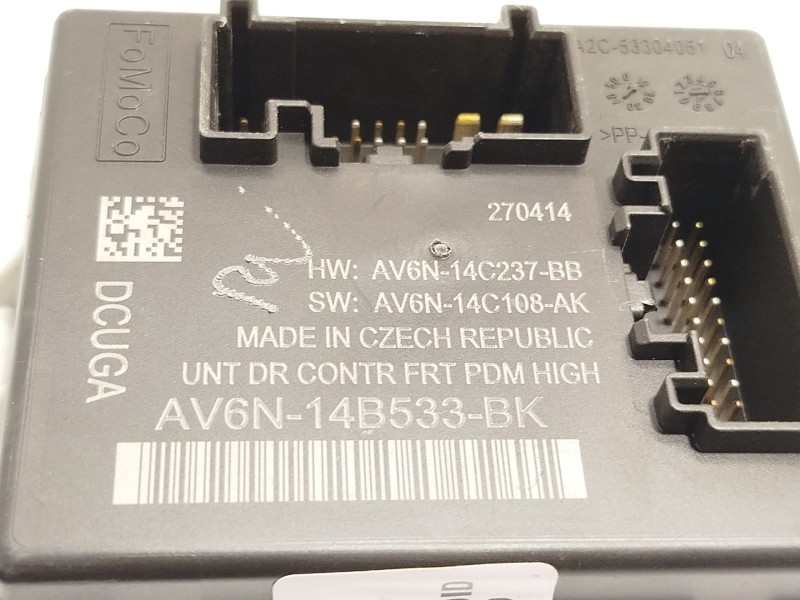 FoMoCo
A2C-53304051 04
>PP-
270414
HW: AV6N-14C237-BB
SW: AV6N-14C108-AK
MADE IN CZECH REPUBLIC
UNT DR CONTR FRT PDM HIGH
AV6N-14B533-BK
DCUGA